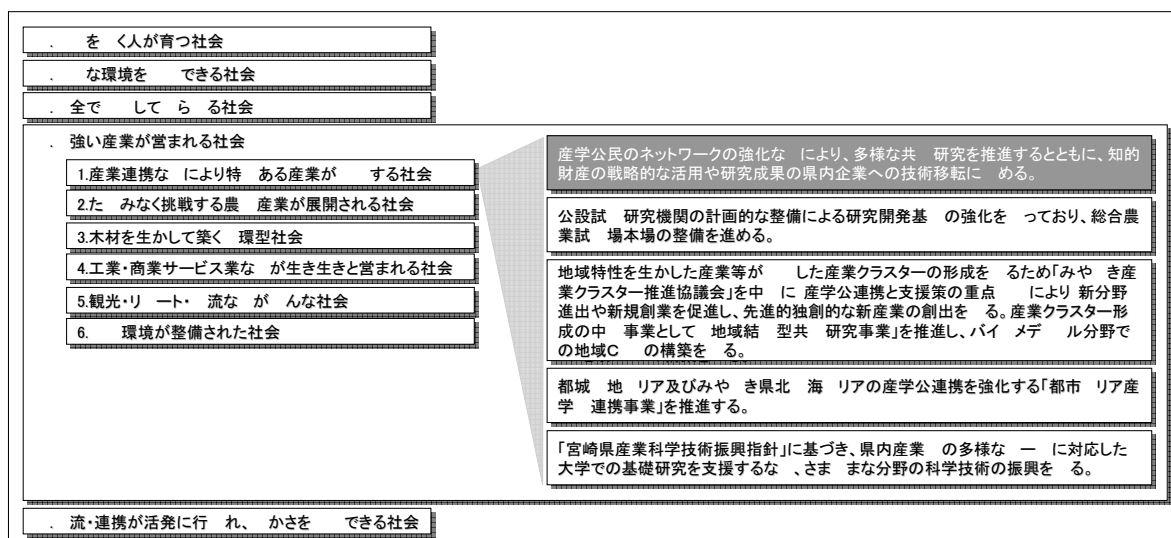 . を く人が育つ社会
. な環境を できる社会
. 全で して ら る社会
. 強い産業が営まれる社会
1.産業連携な により特 ある産業が する社会
2.た みなく挑戦する農 産業が展開される社会
3.木材を生かして築く 環型社会
4.工業・商業サービス業な が生き生きと営まれる社会
5.観光・リ ート・ 流な が んな社会
6. 環境が整備された社会
産学公民のネットワークの強化な により、多様な共 研究を推進するとともに、知的
財産の戦略的な活用や研究成果の県内企業への技術移転に める。
公設試 研究機関の計画的な整備による研究開発基 の強化を っており、総合農
業試 場本場の整備を進める。
地域特性を生かした産業等が した産業クラスターの形成を るため「みや き産
業クラスター推進協議会」を中 に 産学公連携と支援策の重点 により 新分野
進出や新規創業を促進し、先進的独創的な新産業の創出を る。産業クラスター形
成の中 事業として 地域結 型共 研究事業」を推進し、バイ メデ ル分野で
の地域C の構築を る。
都城 地 リア及びみや き県北 海 リアの産学公連携を強化する「都市 リア産
学 連携事業」を推進する。
「宮崎県産業科学技術振興指針」に基づき、県内産業 の多様な ー に対応した
大学での基礎研究を支援するな 、さま まな分野の科学技術の振興を る。
. 流・連携が活発に行 れ、 かさを できる社会